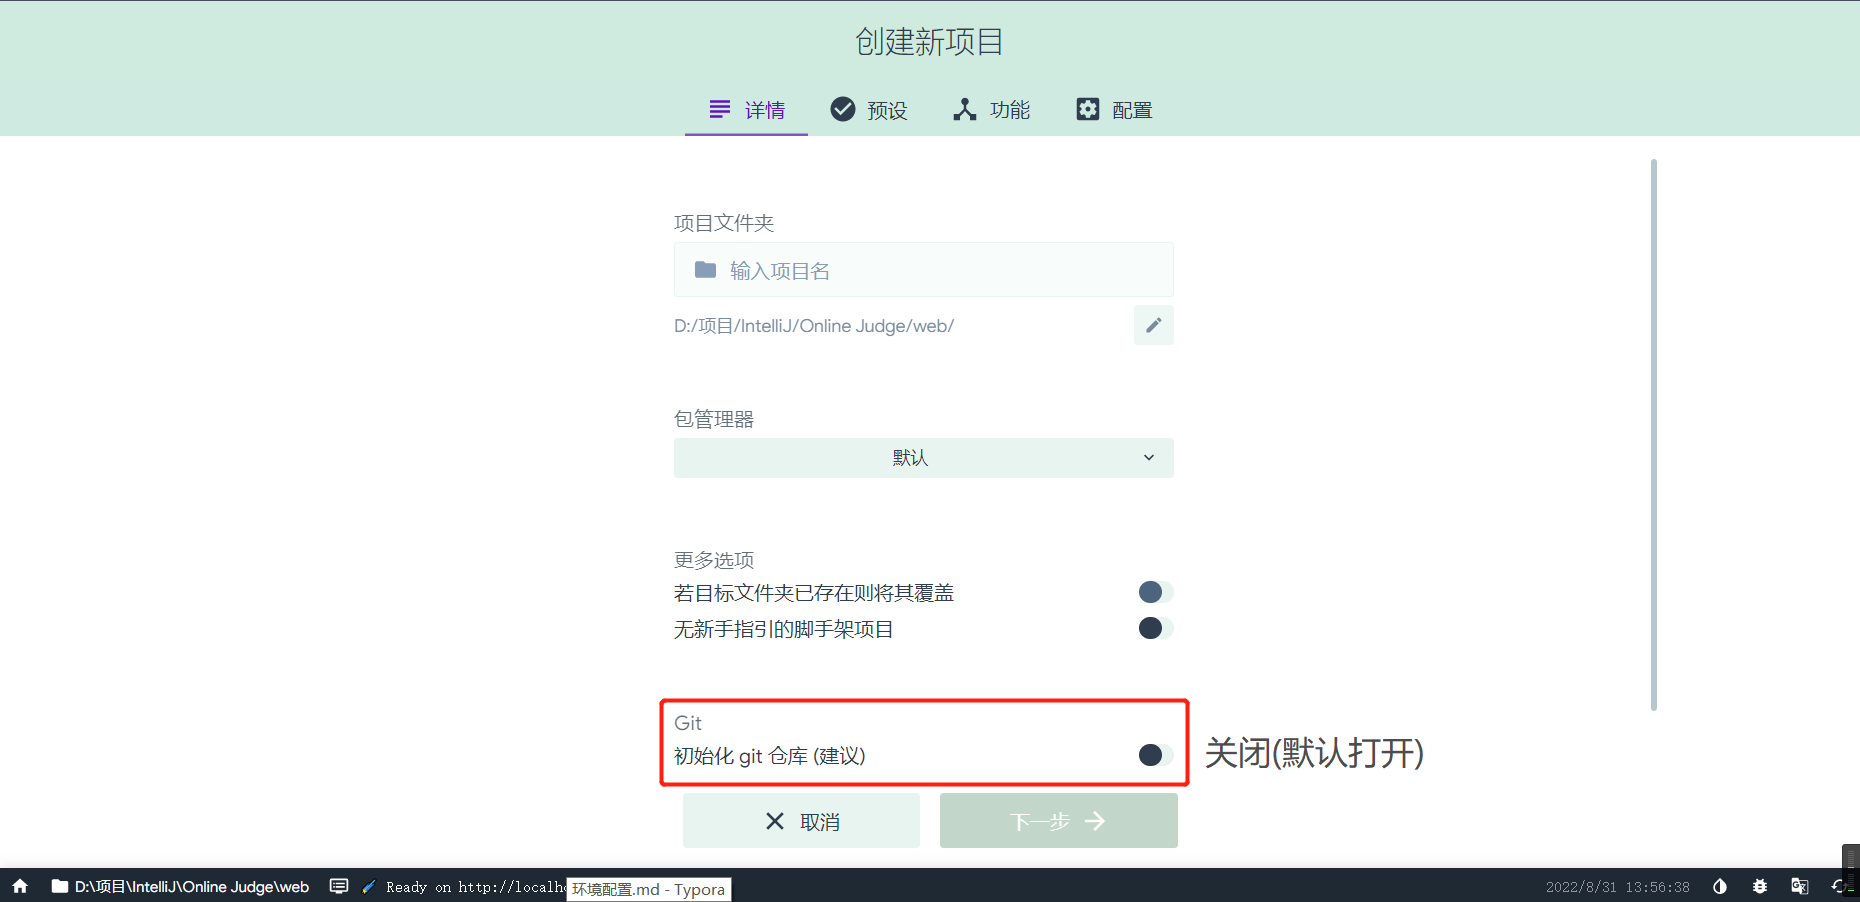 创建新项目
详情 预设 功能 配置
项目文件夹
输入项目名
D:/项目/IntelliJ/Online Judge/web/
包管理器
默认
更多选项
若目标文件夹已存在则将其覆盖
无新手指引的脚手架项目
Git
初始化 git 仓库 (建议)
关闭(默认打开)
取消 下一步
D:\项目\IntelliJ\Online Judge\web Ready on http://localho 环境配置.md - Typora 2022/8/31 13:56:38